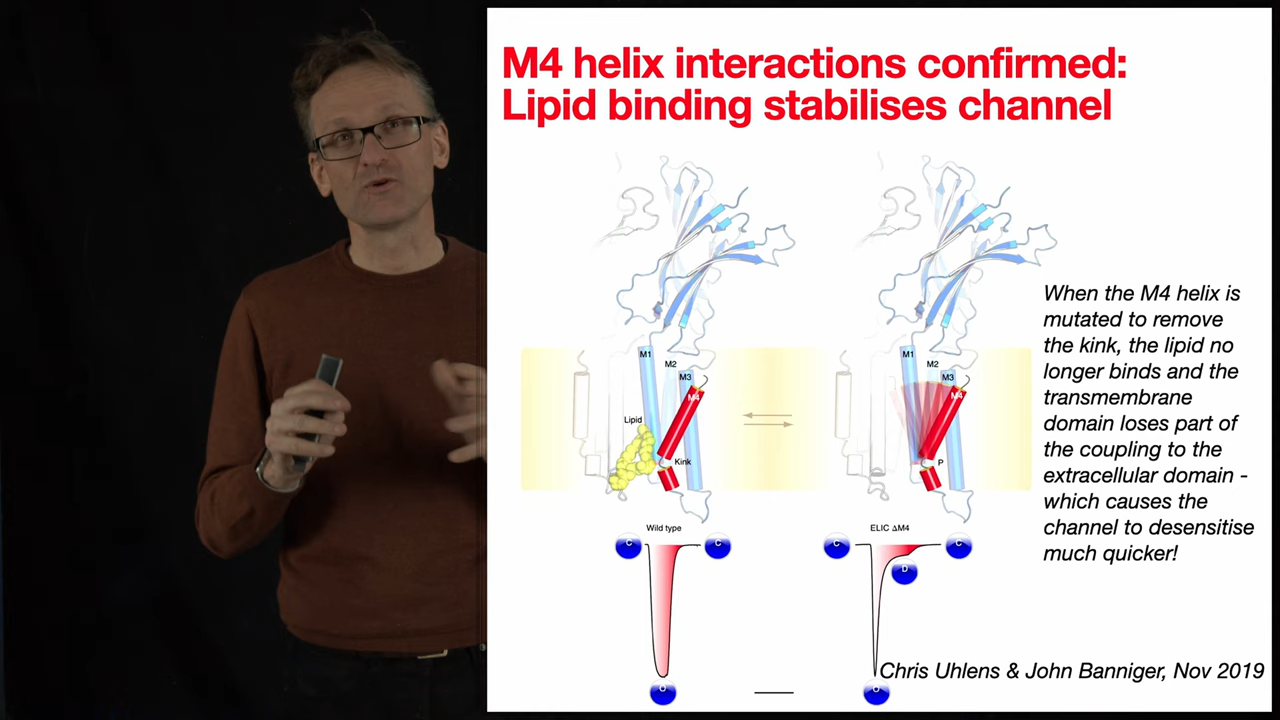 M4 helix interactions confirmed:
Lipid binding stabilises channel
M1
M2
M3
M4
Lipid
Kink
M1
M2
M3
M4
P
When the M4 helix is
mutated to remove
the kink, the lipid no
longer binds and the
transmembrane
domain loses part of
the coupling to the
extracellular domain -
which causes the
channel to desensitise
much quicker!
Wild type
ELIC ΔM4
C
C
C
C
D
O
O
Chris Uhlens & John Banniger, Nov 2019